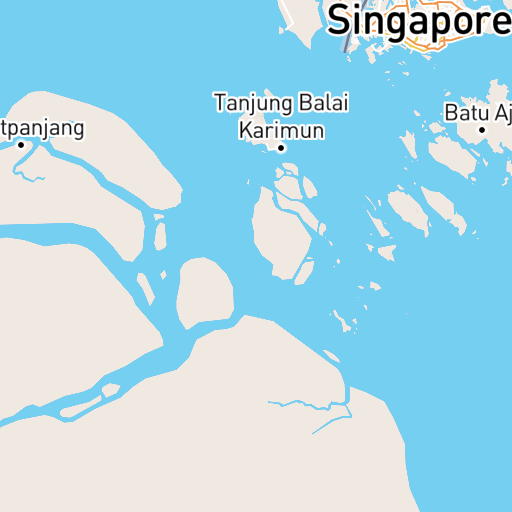 Singapore
Tanjung Balai
Karimun
Batu Aj
tpanjang